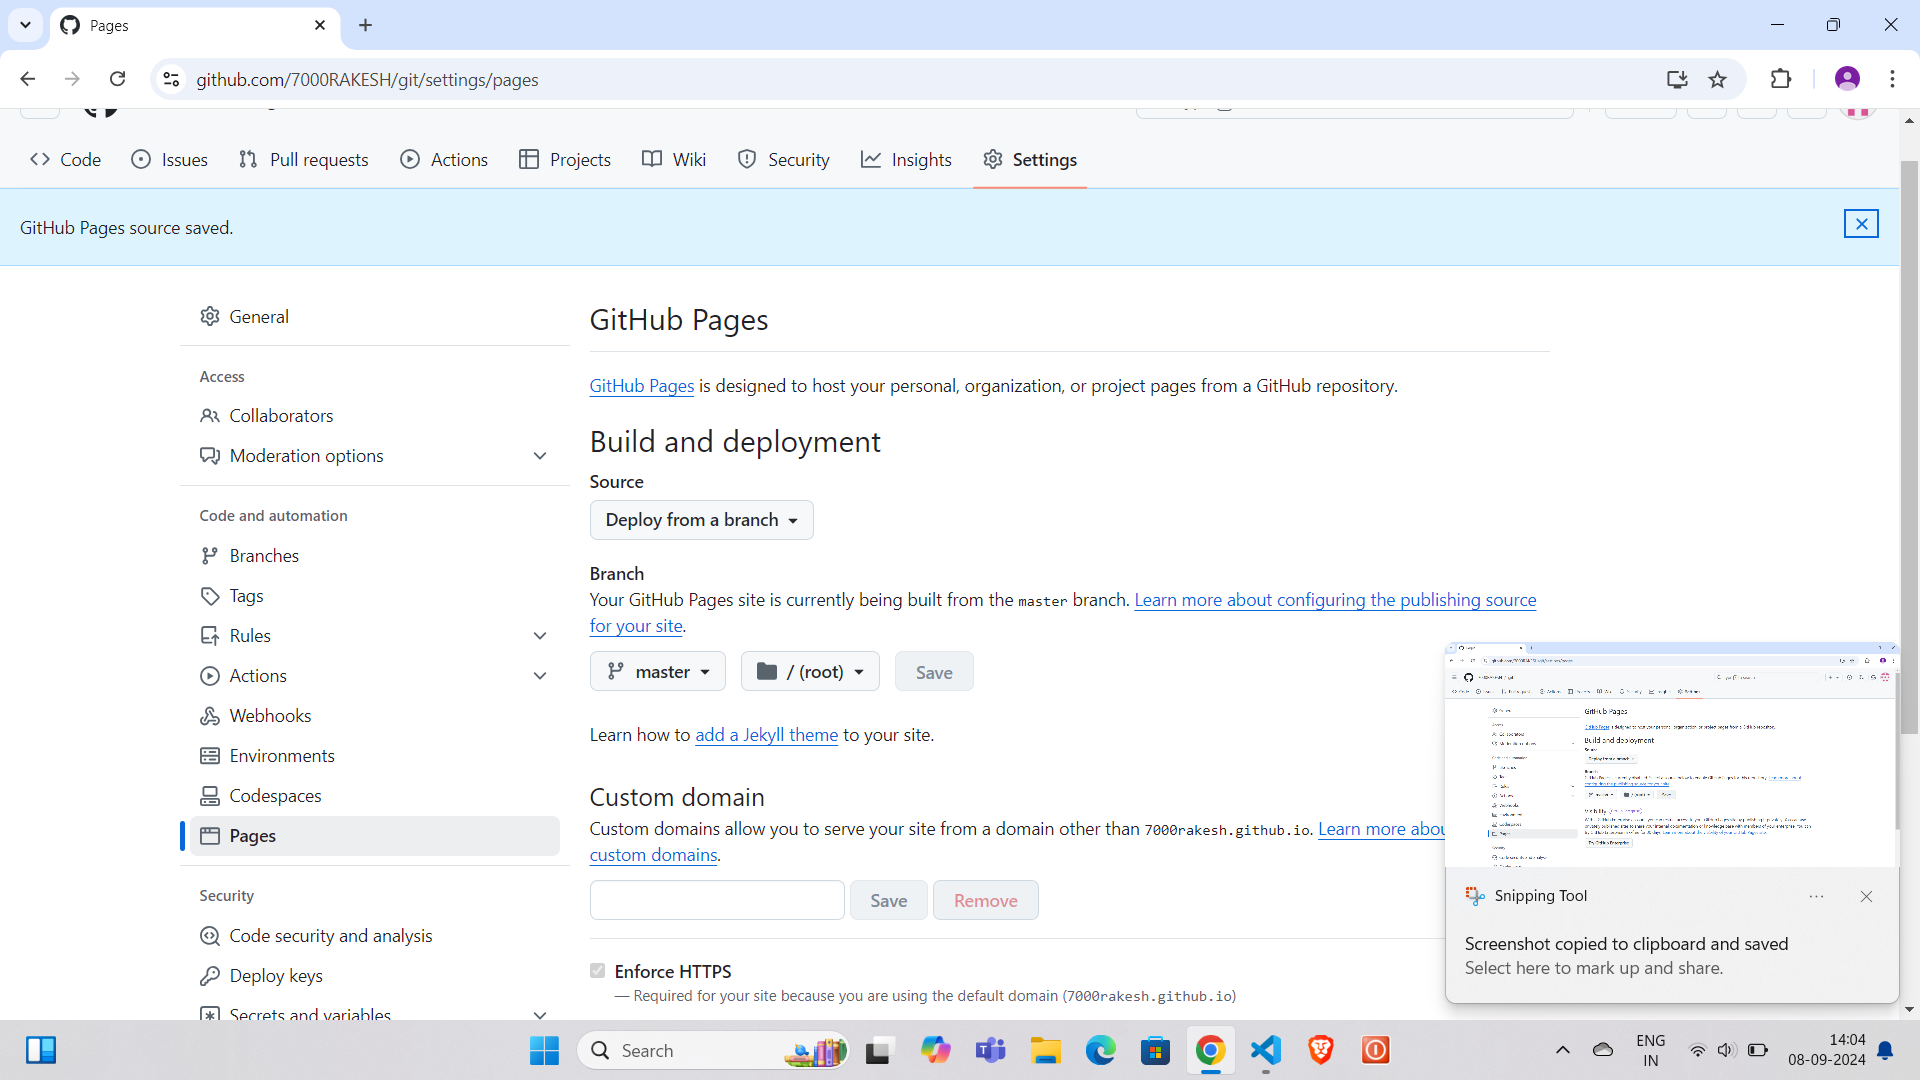 Pages
github.com/7000RAKESH/git/settings/pages
Code Issues Pull requests Actions Projects Wiki Security Insights Settings
GitHub Pages source saved.
General
Access
Collaborators
Moderation options
Code and automation
Branches
Tags
Rules
Actions
Webhooks
Environments
Codespaces
Pages
Security
Code security and analysis
Deploy keys
Secrets and variables
GitHub Pages
GitHub Pages is designed to host your personal, organization, or project pages from a GitHub repository.
Build and deployment
Source
Deploy from a branch
Branch
Your GitHub Pages site is currently being built from the master branch. Learn more about configuring the publishing source
for your site.
master / (root) Save
Learn how to add a Jekyll theme to your site.
Custom domain
Custom domains allow you to serve your site from a domain other than 7000rakesh.github.io. Learn more
custom domains.
Save Remove
Enforce HTTPS
— Required for your site because you are using the default domain (7000rakesh.github.io)
GitHub Pages
Build and deployment
Snipping Tool
Screenshot copied to clipboard and saved
Select here to mark up and share.
Search
ENG
IN
14:04
08-09-2024